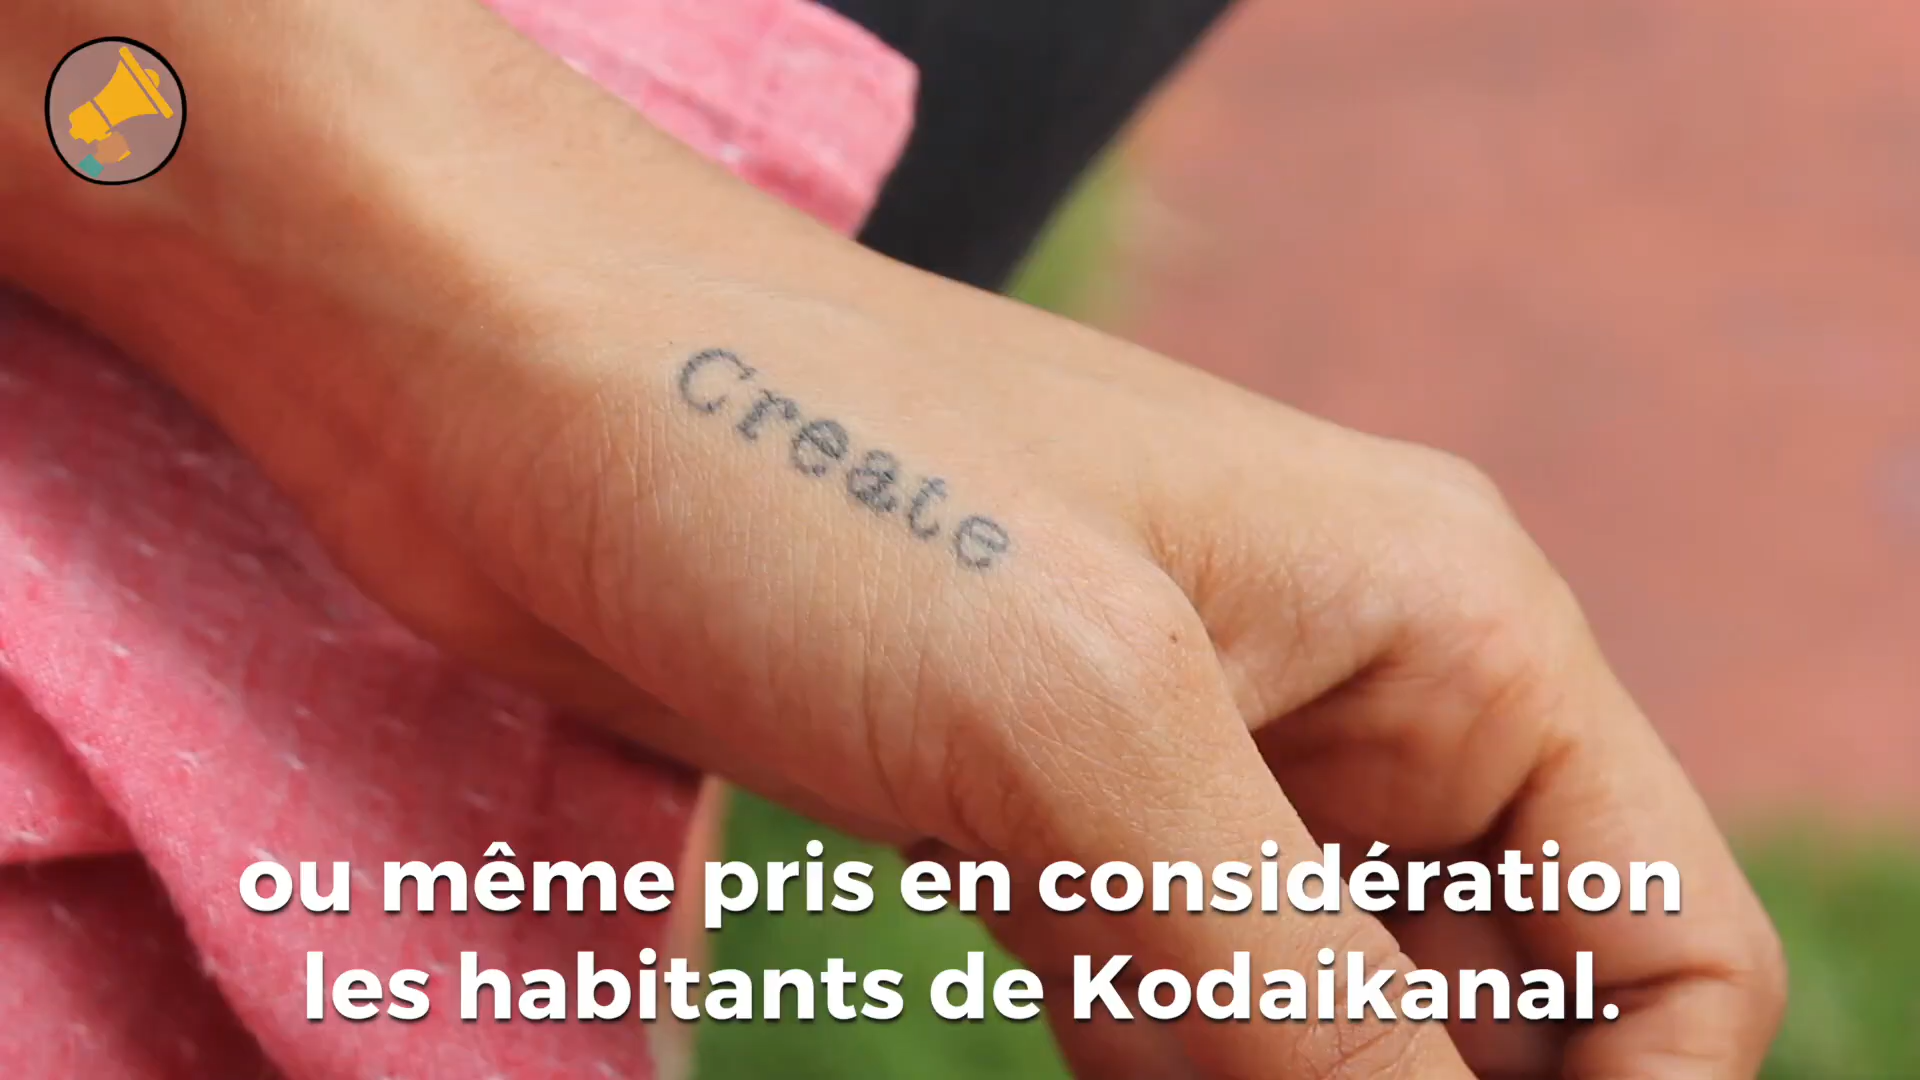 Create
ou même pris en considération
les habitants de Kodaikanal.